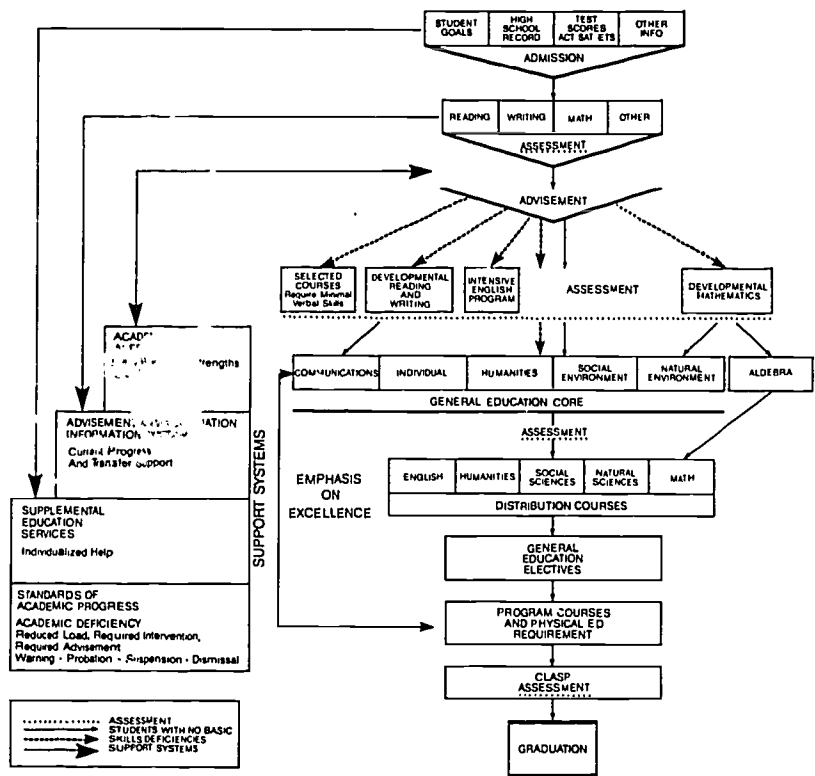 STUDENT GOALS
HIGH SCHOOL RECORD
TEST SCORES ACT SAT ETS
OTHER INFO
ADMISSION
READING
WRITING
MATH
OTHER
ASSESSMENT
ADVISEMENT
SELECTED
COURSES
Require Minimal
Verbal Skills
DEVELOPMENTAL
READING
AND
WRITING
INTENSIVE
ENGLISH
PROGRAM
ASSESSMENT
DEVELOPMENTAL
MATHEMATICS
COMMUNICATIONS
INDIVIDUAL
HUMANITIES
SOCIAL
ENVIRONMENT
NATURAL
ENVIRONMENT
ALGEBRA
GENERAL EDUCATION CORE
ASSESSMENT
ENGLISH
HUMANITIES
SOCIAL
SCIENCES
NATURAL
SCIENCES
MATH
DISTRIBUTION COURSES
GENERAL
EDUCATION
ELECTIVES
PROGRAM COURSES
AND PHYSICAL ED
REQUIREMENT
CLASP
ASSESSMENT
GRADUATION
EMPHASIS
ON
EXCELLENCE
SUPPORT SYSTEMS
ADVISEMENT
INFORMATION
Current Progress
And Transfer Support
SUPPLEMENTAL
EDUCATION
SERVICES
Individualized Help
STANDARDS OF
ACADEMIC PROGRESS
ACADEMIC DEFICIENCY
Reduced Load, Required Intervention,
Required Advisement
Warning - Probation - Suspension - Dismissal
ASSESSMENT
STUDENTS WITH NO BASIC
SKILLS DEFICIENCIES
SUPPORT SYSTEMS